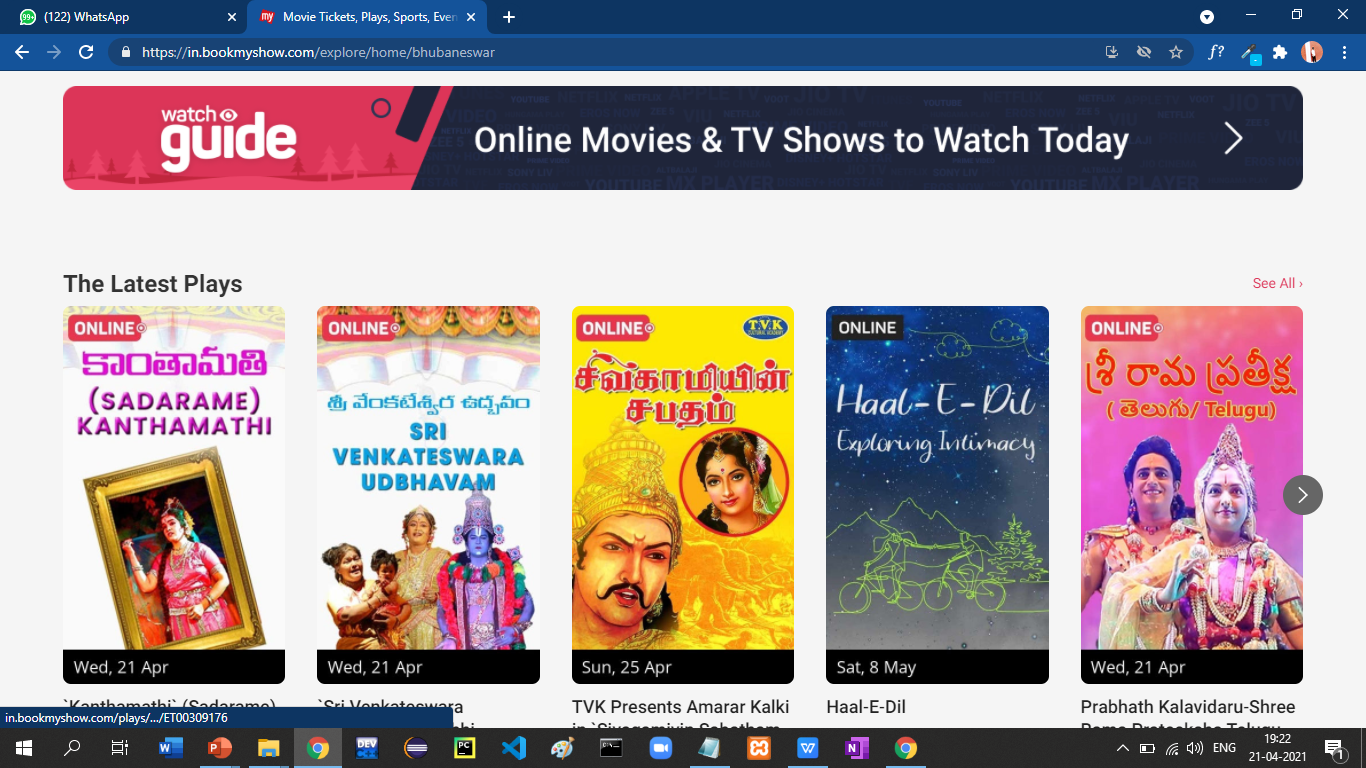 (122) WhatsApp
Movie Tickets, Plays, Sports, Even
https://in.bookmyshow.com/explore/home/bhubaneswar
watch
guide
Online Movies & TV Shows to Watch Today
The Latest Plays
See All ›
ONLINE
కాంతామతి
(SADARAME)
KANTHAMATHI
Wed, 21 Apr
ONLINE
శ్రీ వేంకటేశ్వర ఉద్భవం
SRI
VENKATESWARA
UDBHAVAM
Wed, 21 Apr
ONLINE
T.V.K
சிவகாமியின்
சபதம்
Sun, 25 Apr
ONLINE
Haal-E-Dil
Exploring Intimacy
Sat, 8 May
ONLINE
శ్రీ రామ ప్రతీక్ష
( తెలుగు/ Telugu)
Wed, 21 Apr
`Kanthamathi` (Sadarame)
`Sri Venkateswara
TVK Presents Amarar Kalki
in `Sivagamiyin Sabatham
Haal-E-Dil
Prabhath Kalavidaru-Shree
Rama Prateeksha Telugu
in.bookmyshow.com/plays/.../ET00309176
ENG
19:22
21-04-2021